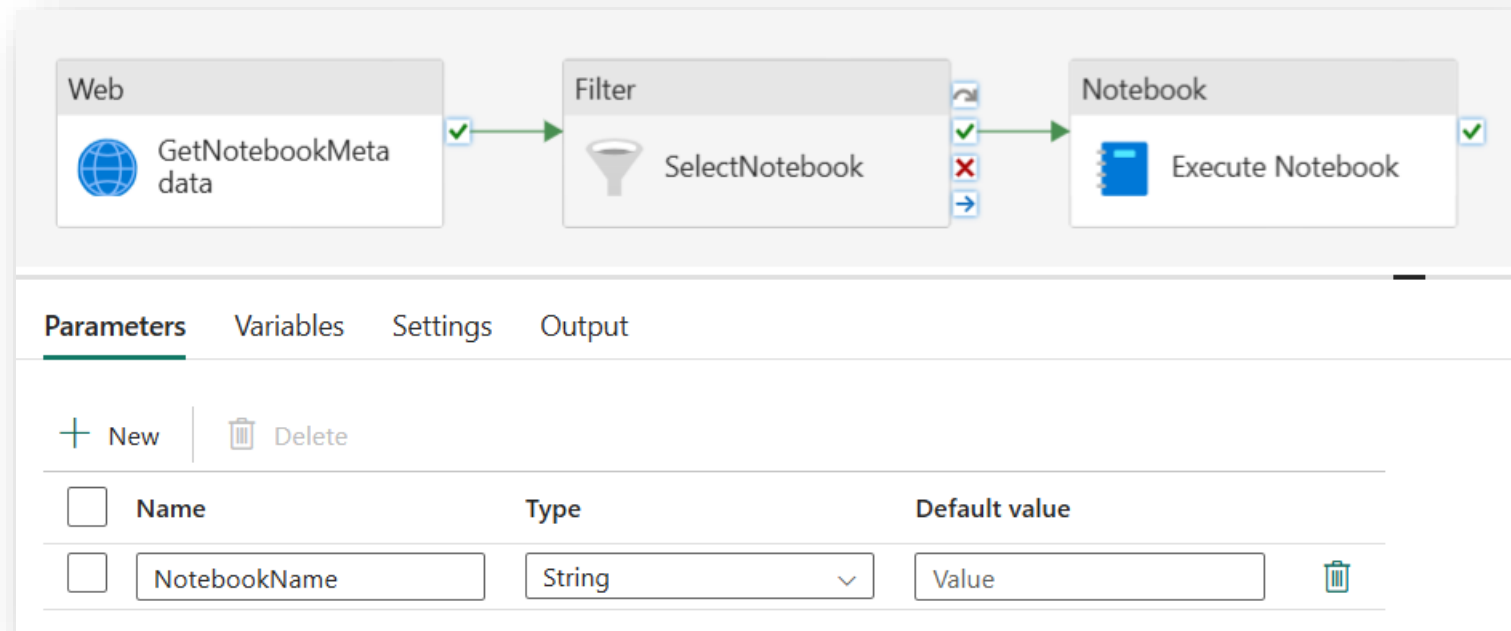 Web
Filter
Notebook
GetNotebookMeta
data
SelectNotebook
Execute Notebook
Parameters Variables Settings Output
New Delete
Name Type Default value
NotebookName String Value